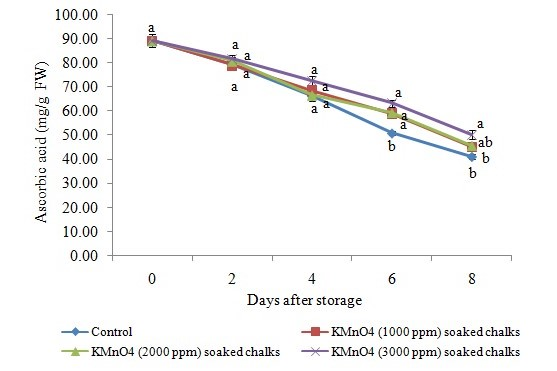 100.00
90.00
80.00
70.00
60.00
50.00
40.00
30.00
20.00
10.00
0.00
Ascorbic acid (mg/g FW)
a
a
a
a
a
a
a
a
a
a
a
a
b
a
ab
b
b
0 2 4 6 8
Days after storage
Control KMnO4 (1000 ppm) soaked chalks
KMnO4 (2000 ppm) soaked chalks KMnO4 (3000 ppm) soaked chalks